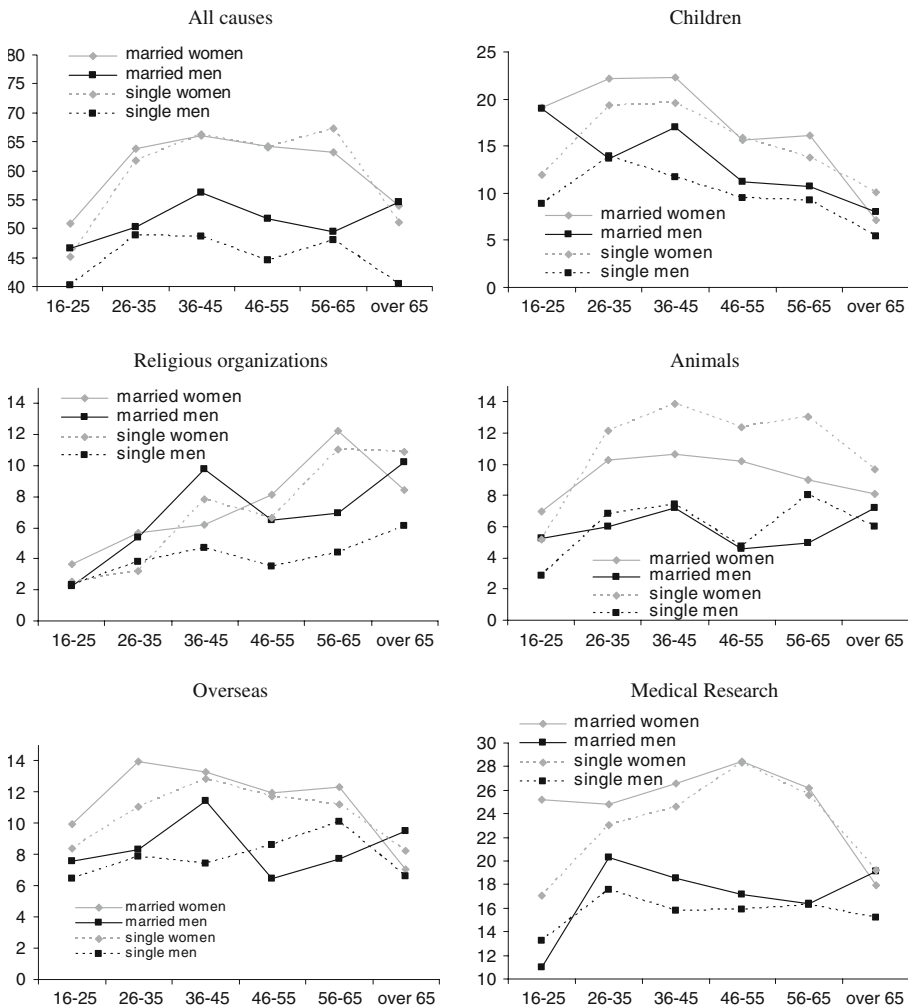 All causes
80
75
70
65
60
55
50
45
40
married women
married men
single women
single men
16-25 26-35 36-45 46-55 56-65 over 65
Children
25
20
15
10
5
0
married women
married men
single women
single men
16-25 26-35 36-45 46-55 56-65 over 65
Religious organizations
14
12
10
8
6
4
2
0
married women
married men
single women
single men
16-25 26-35 36-45 46-55 56-65 over 65
Animals
14
12
10
8
6
4
2
0
married women
married men
single women
single men
16-25 26-35 36-45 46-55 56-65 over 65
Overseas
14
12
10
8
6
4
2
0
married women
married men
single women
single men
16-25 26-35 36-45 46-55 56-65 over 65
Medical Research
30
28
26
24
22
20
18
16
14
12
10
married women
married men
single women
single men
16-25 26-35 36-45 46-55 56-65 over 65